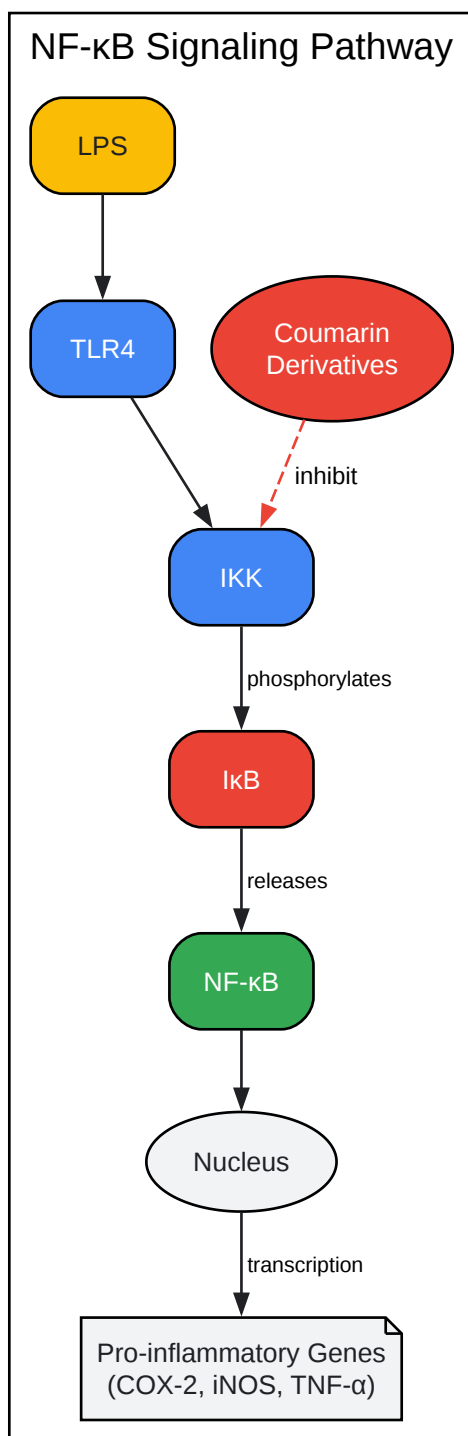 NF-κB Signaling Pathway
LPS
TLR4
Coumarin
Derivatives
inhibit
IKK
phosphorylates
IκB
releases
NF-κB
Nucleus
transcription
Pro-inflammatory Genes
(COX-2, iNOS, TNF-α)